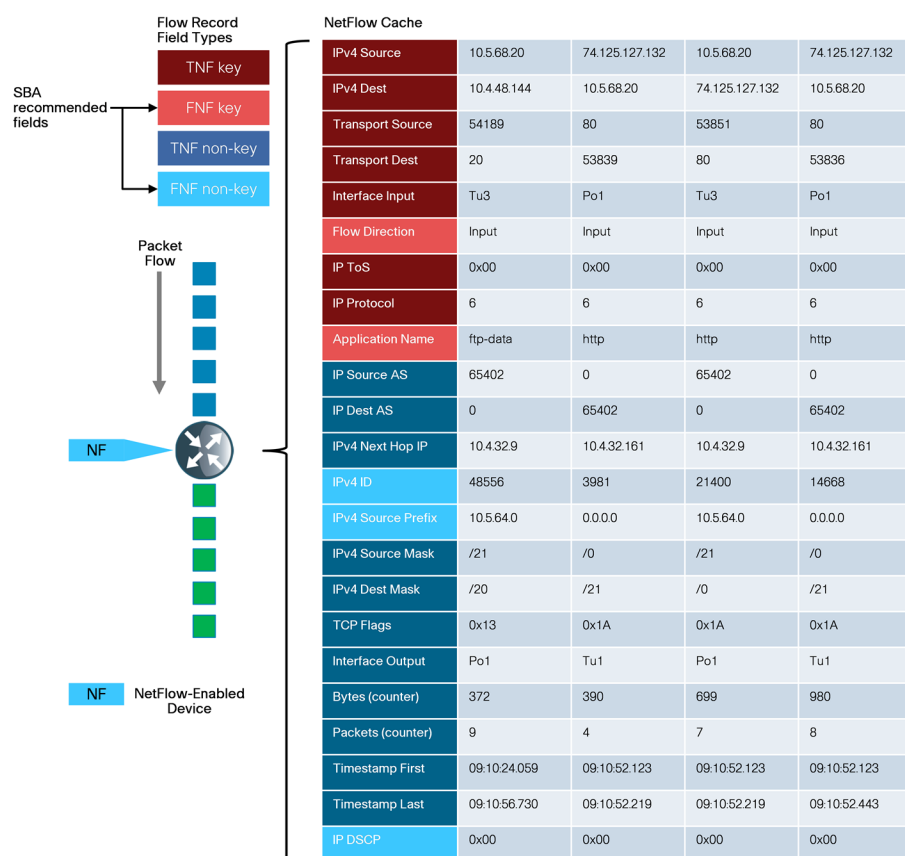 Flow Record
Field Types
TNF key
FNF key
TNF non-key
FNF non-key
SBA
recommended
fields
Packet
Flow
NF
NF NetFlow-Enabled
Device
NetFlow Cache
IPv4 Source 10.5.68.20 74.125.127.132 10.5.68.20 74.125.127.132
IPv4 Dest 10.4.48.144 10.5.68.20 74.125.127.132 10.5.68.20
Transport Source 54189 80 53851 80
Transport Dest 20 53839 80 53836
Interface Input Tu3 Po1 Tu3 Po1
Flow Direction Input Input Input Input
IP ToS 0x00 0x00 0x00 0x00
IP Protocol 6 6 6 6
Application Name ftp-data http http http
IP Source AS 65402 0 65402 0
IP Dest AS 0 65402 0 65402
IPv4 Next Hop IP 10.4.32.9 10.4.32.161 10.4.32.9 10.4.32.161
IPv4 ID 48556 3981 21400 14668
IPv4 Source Prefix 10.5.64.0 0.0.0.0 10.5.64.0 0.0.0.0
IPv4 Source Mask /21 /0 /21 /0
IPv4 Dest Mask /20 /21 /0 /21
TCP Flags 0x13 0x1A 0x1A 0x1A
Interface Output Po1 Tu1 Po1 Tu1
Bytes (counter) 372 390 699 980
Packets (counter) 9 4 7 8
Timestamp First 09:10:24.059 09:10:52.123 09:10:52.123 09:10:52.123
Timestamp Last 09:10:56.730 09:10:52.219 09:10:52.219 09:10:52.443
IP DSCP 0x00 0x00 0x00 0x00